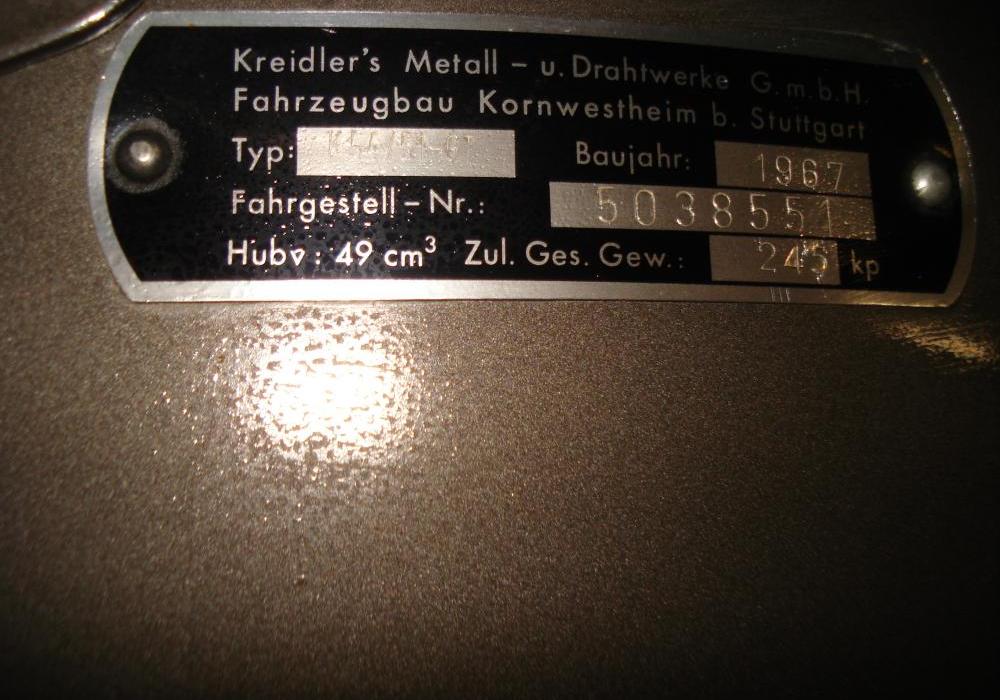 Kreidler's Metall – u. Drahtwerke G.m.b.H.
Fahrzeugbau Kornwestheim b. Stuttgart
Typ: Baujahr: 1967
Fahrgestell – Nr.: 5038551
Hubv: 49 cm³ Zul. Ges. Gew.: 245 kp